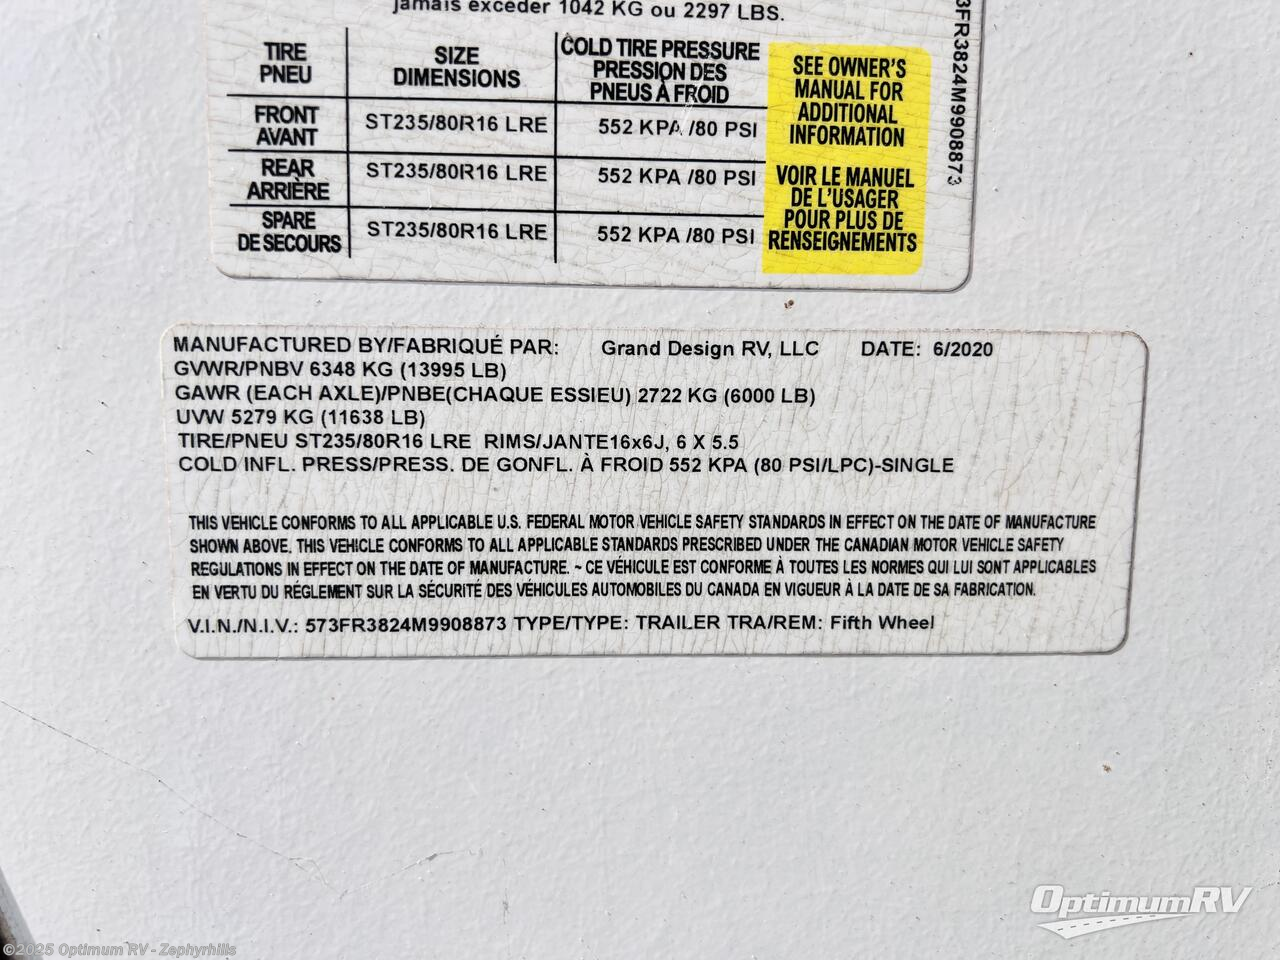 jamais excéder 1042 KG ou 2297 LBS.
TIRE
PNEU
SIZE
DIMENSIONS
COLD TIRE PRESSURE
PRESSION DES
PNEUS À FROID
FRONT
AVANT
ST235/80R16 LRE
552 KPA /80 PSI
REAR
ARRIÈRE
ST235/80R16 LRE
552 KPA /80 PSI
SPARE
DE SECOURS
ST235/80R16 LRE
552 KPA /80 PSI
SEE OWNER'S
MANUAL FOR
ADDITIONAL
INFORMATION
VOIR LE MANUEL
DE L'USAGER
POUR PLUS DE
RENSEIGNEMENTS
3FR3824M9908873
MANUFACTURED BY/FABRIQUÉ PAR: Grand Design RV, LLC DATE: 6/2020
GVWR/PNBV 6348 KG (13995 LB)
GAWR (EACH AXLE)/PNBE(CHAQUE ESSIEU) 2722 KG (6000 LB)
UVW 5279 KG (11638 LB)
TIRE/PNEU ST235/80R16 LRE RIMS/JANTE16x6J, 6 X 5.5
COLD INFL. PRESS/PRESS. DE GONFL. À FROID 552 KPA (80 PSI/LPC)-SINGLE
THIS VEHICLE CONFORMS TO ALL APPLICABLE U.S. FEDERAL MOTOR VEHICLE SAFETY STANDARDS IN EFFECT ON THE DATE OF MANUFACTURE
SHOWN ABOVE. THIS VEHICLE CONFORMS TO ALL APPLICABLE STANDARDS PRESCRIBED UNDER THE CANADIAN MOTOR VEHICLE SAFETY
REGULATIONS IN EFFECT ON THE DATE OF MANUFACTURE. ~ CE VÉHICULE EST CONFORME À TOUTES LES NORMES QUI LUI SONT APPLICABLES
EN VERTU DU RÉGLEMENT SUR LA SÉCURITÉ DES VÉHICULES AUTOMOBILES DU CANADA EN VIGUEUR À LA DATE DE SA FABRICATION.
V.I.N./N.I.V.: 573FR3824M9908873 TYPE/TYPE: TRAILER TRA/REM: Fifth Wheel
OptimumRV
©2025 Optimum RV - Zephyrhills